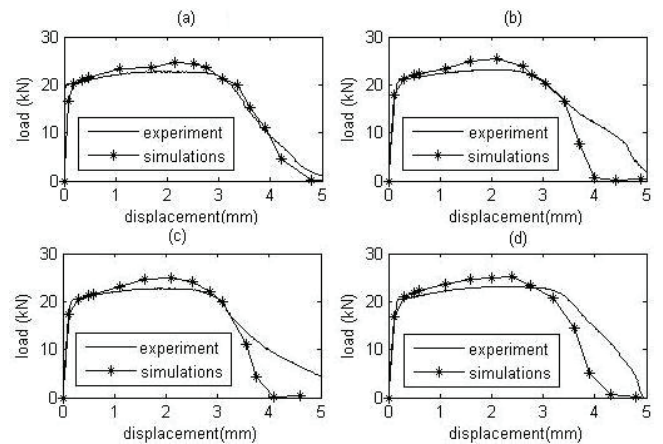 (a)
30
20
10
0
load (kN)
experiment
simulations
0 1 2 3 4 5
displacement(mm)
(b)
30
20
10
0
load (kN)
experiment
simulations
0 1 2 3 4 5
displacement(mm)
(c)
30
20
10
0
load (kN)
experiment
simulations
0 1 2 3 4 5
displacement(mm)
(d)
30
20
10
0
load (kN)
experiment
simulations
0 1 2 3 4 5
displacement(mm)